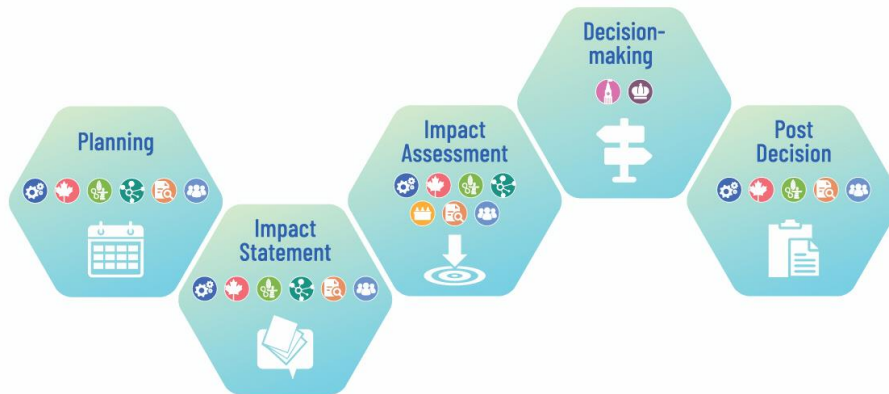 Planning
Impact
Statement
Impact
Assessment
Decision-
making
Post
Decision